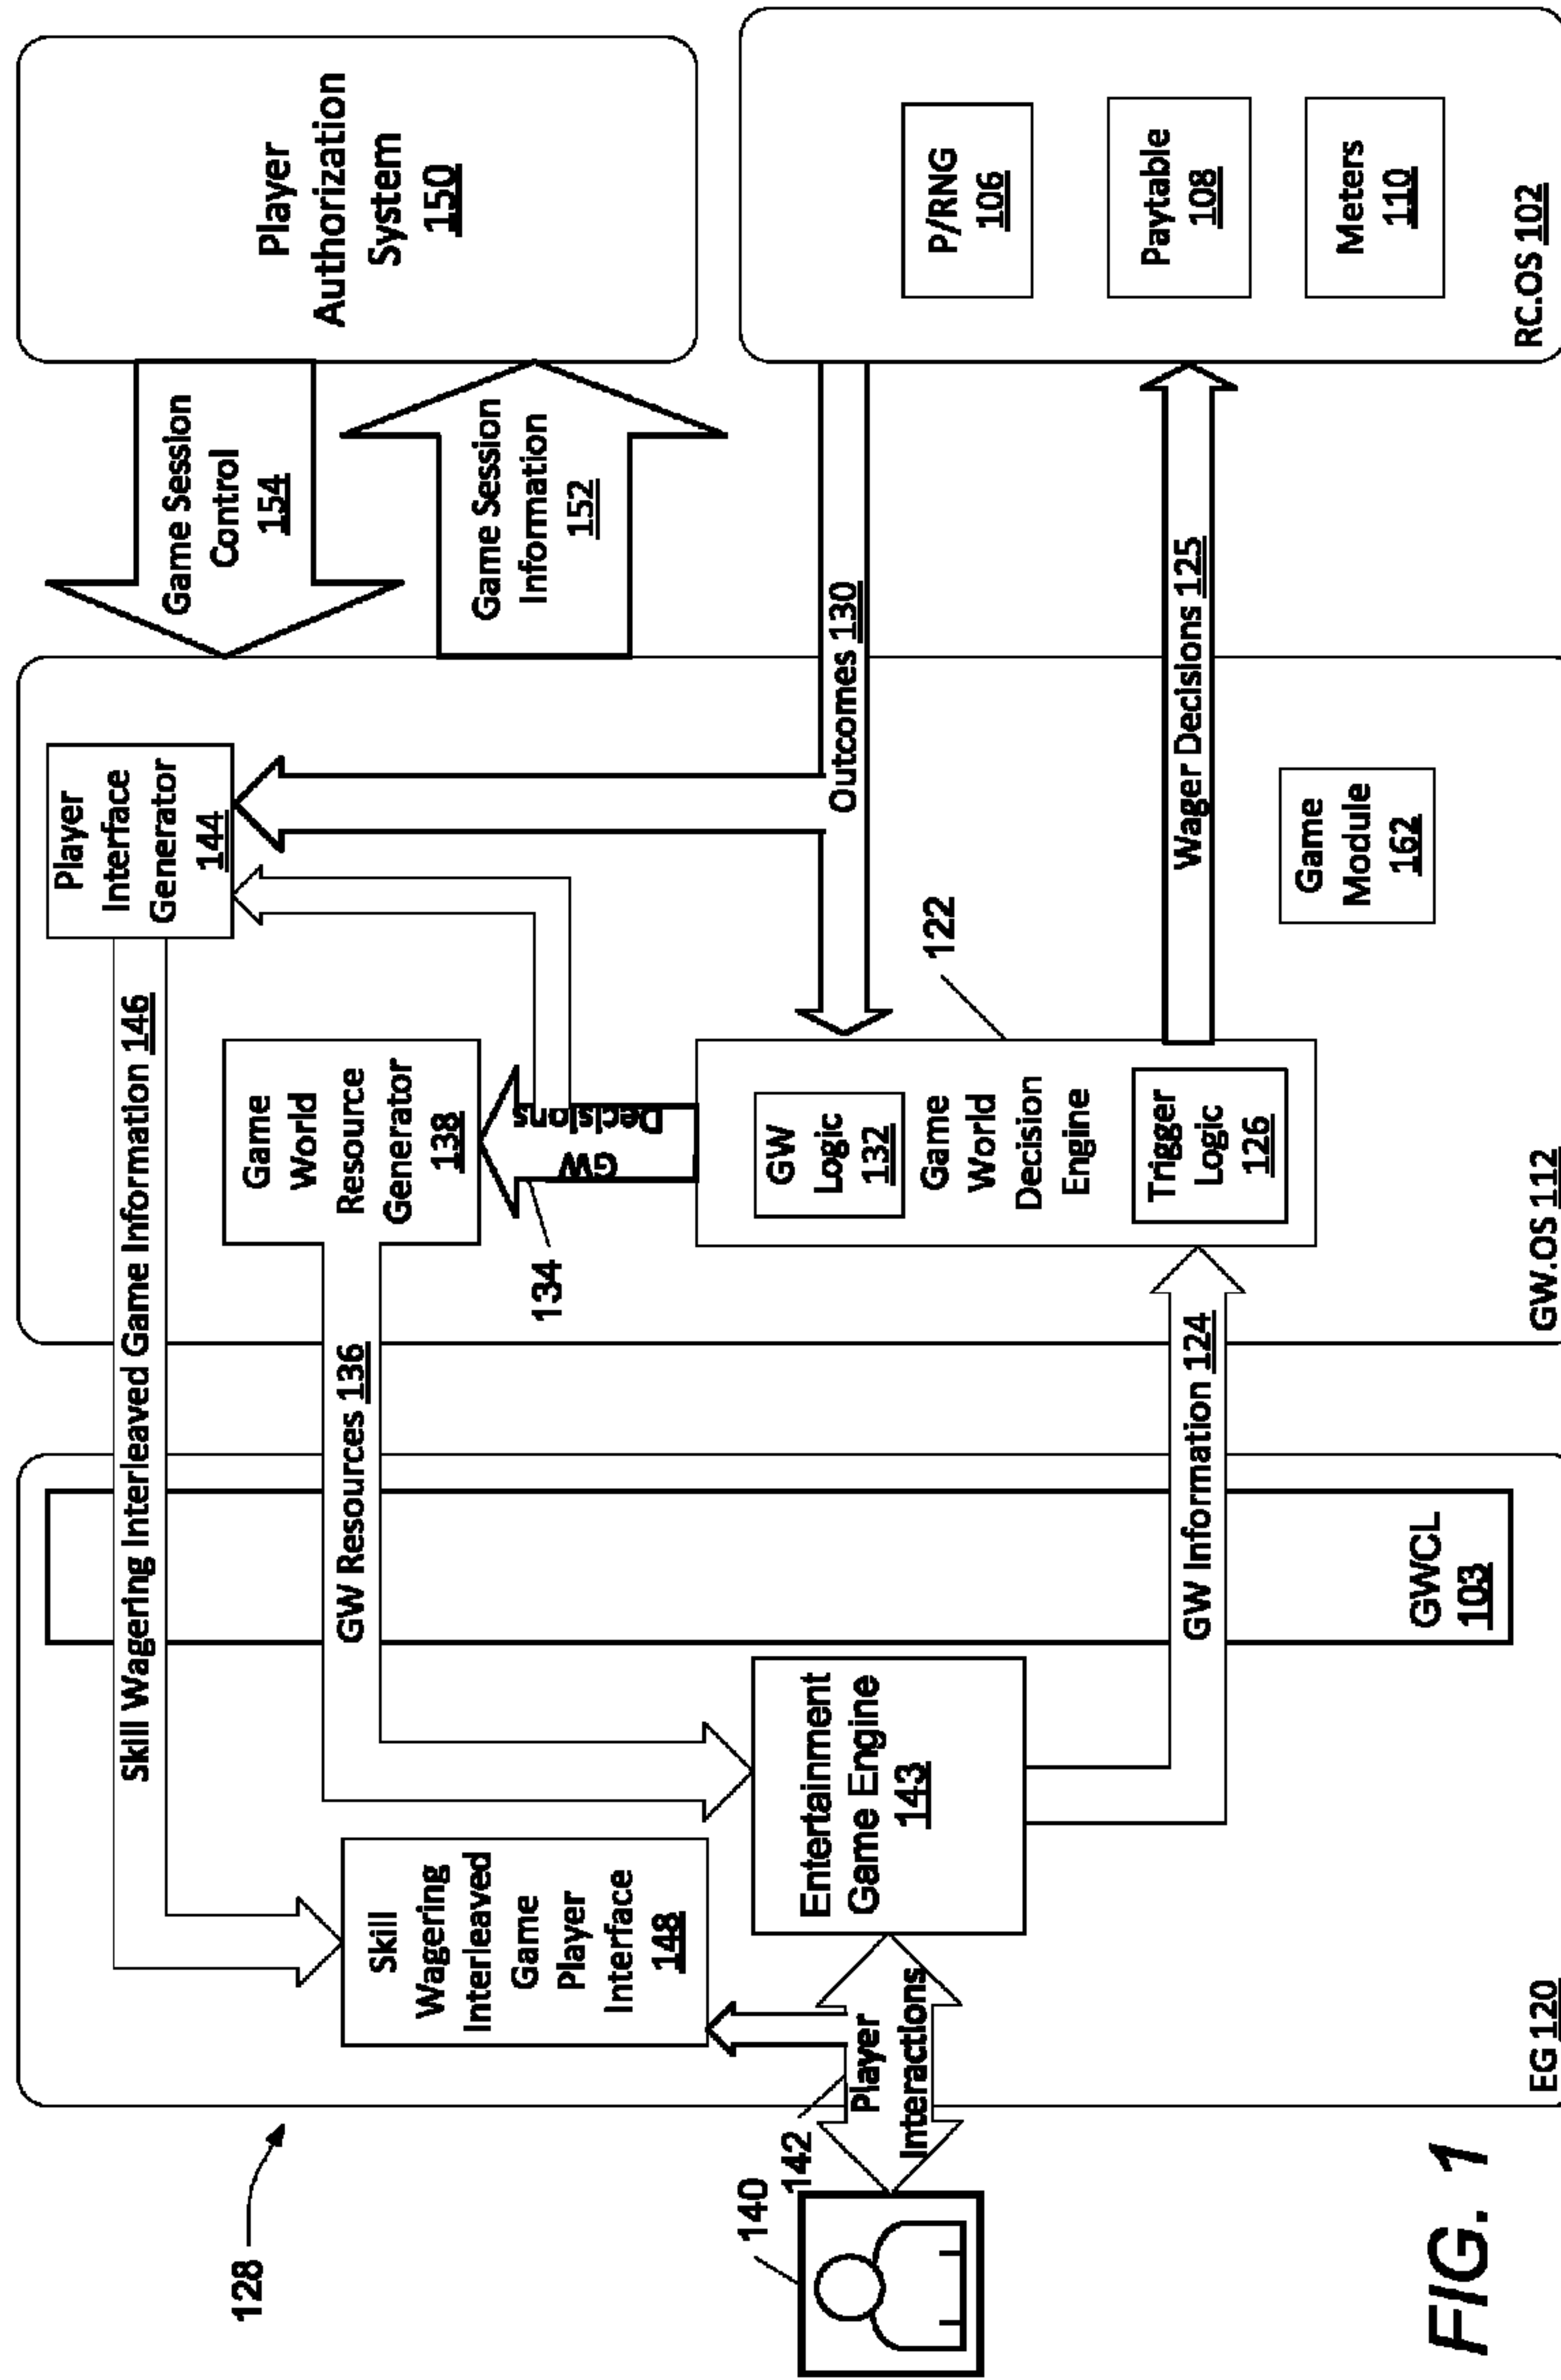 128
140
142
Player
Interactions
EG 120
Skill
Wagering
Interleaved
Game
Player
Interface
148
Entertainment
Game Engine
143
GWCL
103
Skill Wagering Interleaved Game Information 146
GW Resources 136
GW Information 124
GW.OS 112
Player
Interface
Generator
144
Game
World
Resource
Generator
138
134
GW
Decisions
122
GW
Logic
132
Game
World
Decision
Engine
Trigger
Logic
126
Game
Module
162
Outcomes 130
Wager Decisions 125
Game Session
Control
154
Game Session
Information
152
Player
Authorization
System
150
P/RNG
106
Paytable
108
Meters
110
RC.OS 102
FIG. 1